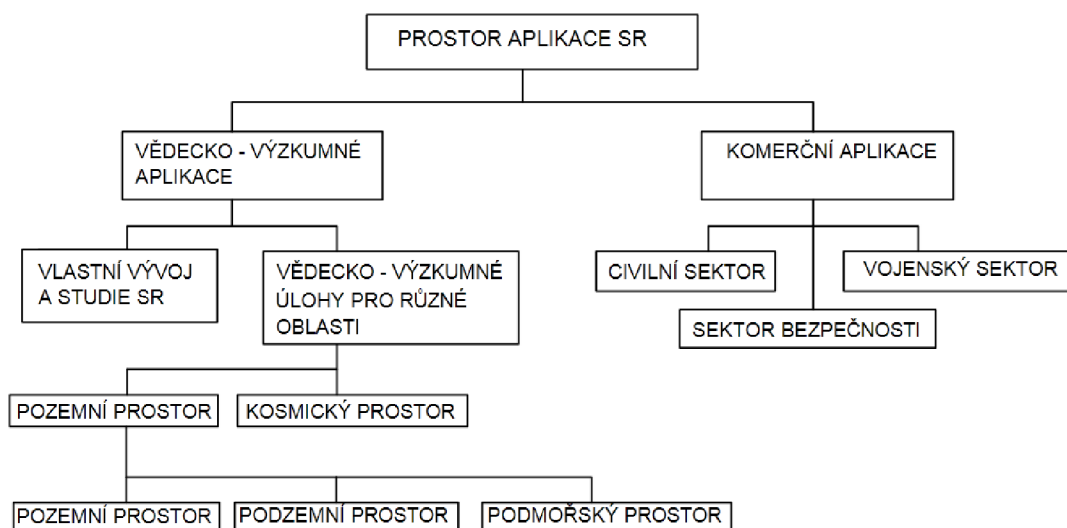 PROSTOR APLIKACE SR
VĚDECKO - VÝZKUMNÉ
APLIKACE
KOMERČNÍ APLIKACE
VLASTNÍ VÝVOJ
A STUDIE SR
VĚDECKO - VÝZKUMNÉ
ÚLOHY PRO RŮZNÉ
OBLASTI
CIVILNÍ SEKTOR
VOJENSKÝ SEKTOR
SEKTOR BEZPEČNOSTI
POZEMNÍ PROSTOR
KOSMICKÝ PROSTOR
POZEMNÍ PROSTOR
PODZEMNÍ PROSTOR
PODMOŘSKÝ PROSTOR